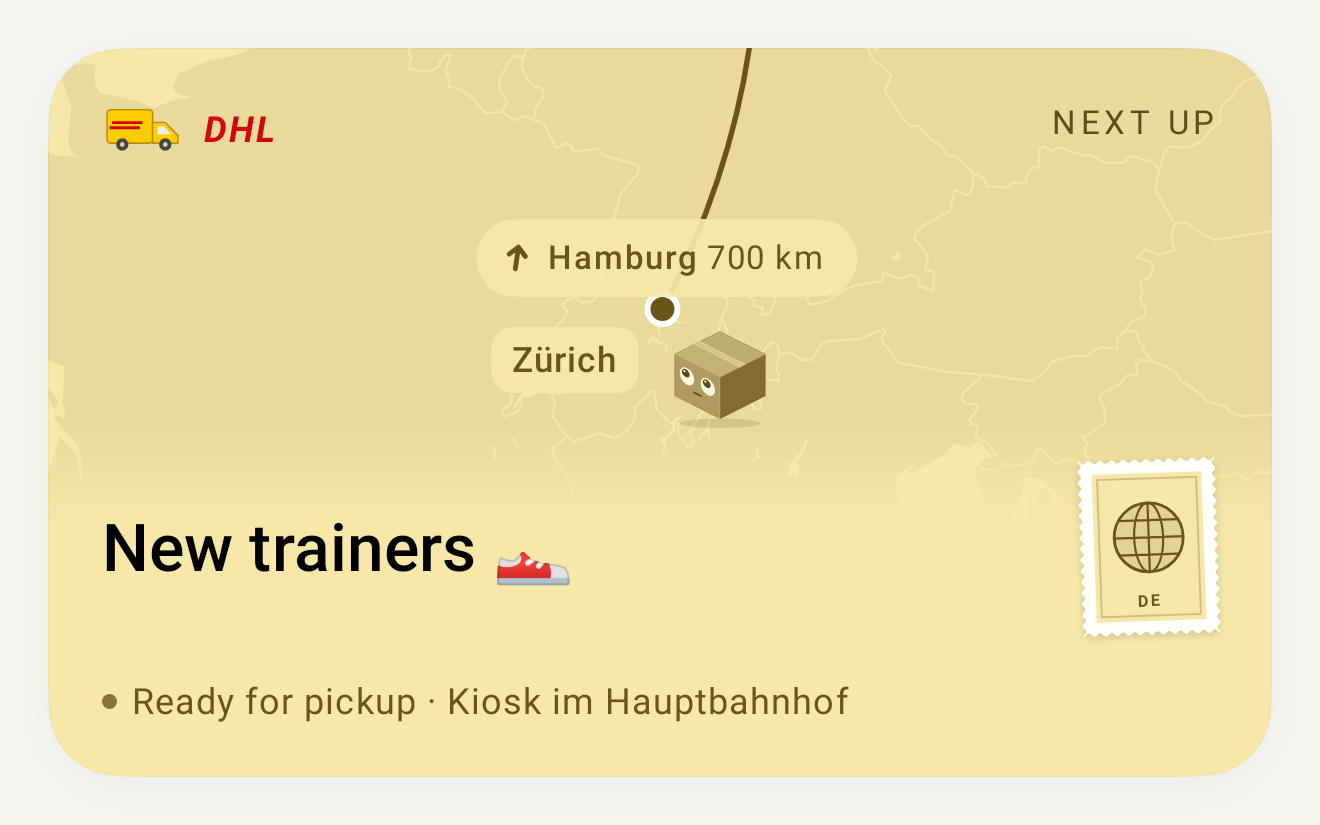 DHL
NEXT UP
Hamburg 700 km
Zürich
New trainers
DE
Ready for pickup · Kiosk im Hauptbahnhof